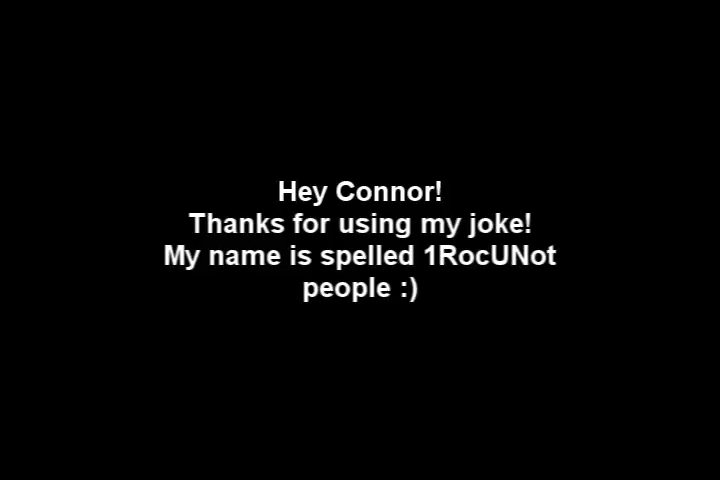 Hey Connor!
Thanks for using my joke!
My name is spelled 1RocUNot
people :)